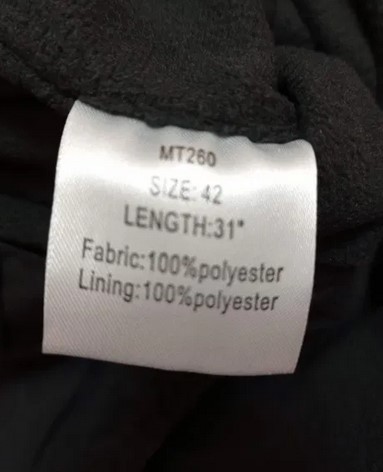 MT260
SIZE: 42
LENGTH:31"
Fabric:100%polyester
Lining:100%polyester